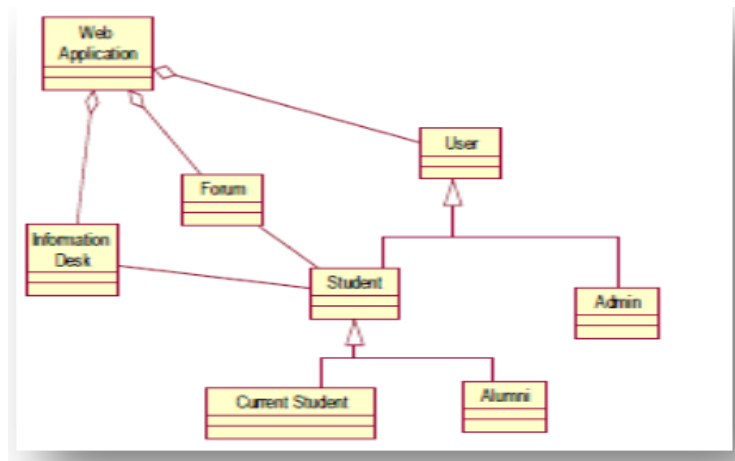 Web
Application
User
Forum
Information
Desk
Student
Admin
Current Student
Alumni